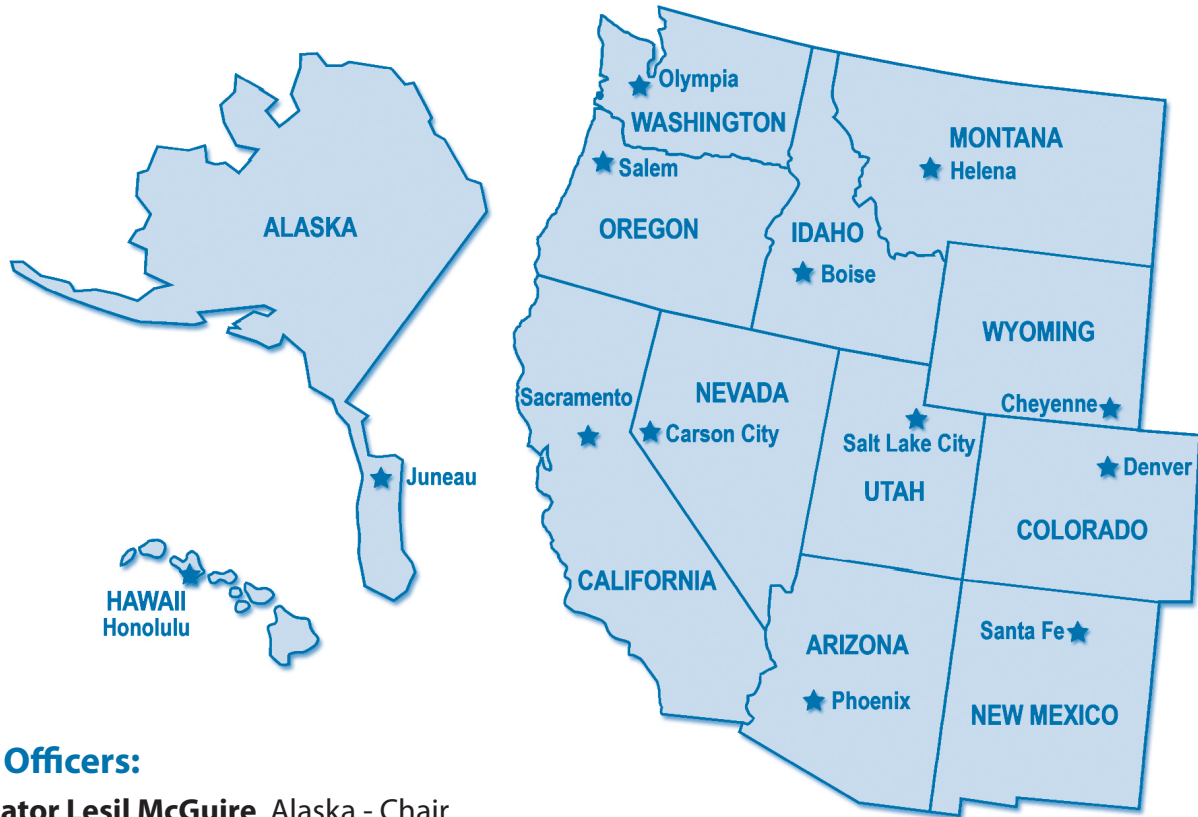 Olympia
WASHINGTON
MONTANA
Helena
Salem
ALASKA
OREGON
IDAHO
Boise
WYOMING
Cheyenne
Sacramento
NEVADA
Carson City
Salt Lake City
UTAH
Denver
COLORADO
Juneau
CALIFORNIA
HAWAII
Honolulu
ARIZONA
Santa Fe
Phoenix
NEW MEXICO
Officers:
ator Lesil McGuire, Alaska - Chair